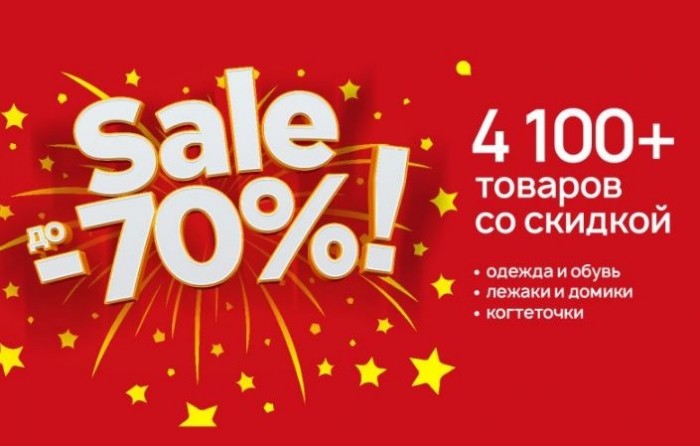 Sale
до
-70%!
4 100+
товаров
со скидкой
• одежда и обувь
• лежаки и домики
• когтеточки